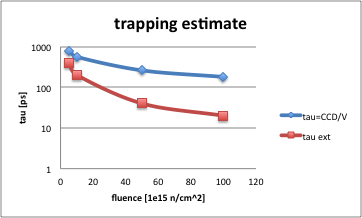 trapping estimate
1000
100
10
1
tau [ps]
0 20 40 60 80 100 120
fluence [1e15 n/cm^2]
tau=CCD/V
tau ext